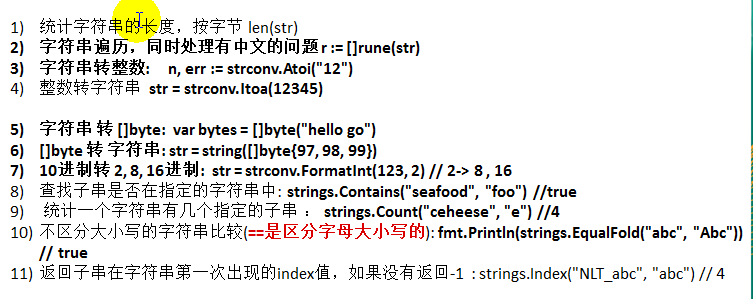 1) 统计字符串的长度，按字节 len(str)
2) 字符串遍历，同时处理有中文的问题 r := []rune(str)
3) 字符串转整数: n, err := strconv.Atoi("12")
4) 整数转字符串 str = strconv.Itoa(12345)
5) 字符串 转 []byte: var bytes = []byte("hello go")
6) []byte 转 字符串: str = string([]byte{97, 98, 99})
7) 10进制转 2, 8, 16进制: str = strconv.FormatInt(123, 2) // 2-> 8 , 16
8) 查找子串是否在指定的字符串中: strings.Contains("seafood", "foo") //true
9) 统计一个字符串有几个指定的子串 ： strings.Count("ceheese", "e") //4
10) 不区分大小写的字符串比较(==是区分字母大小写的): fmt.Println(strings.EqualFold("abc", "Abc"))
// true
11) 返回子串在字符串第一次出现的index值，如果没有返回-1 : strings.Index("NLT_abc", "abc") // 4